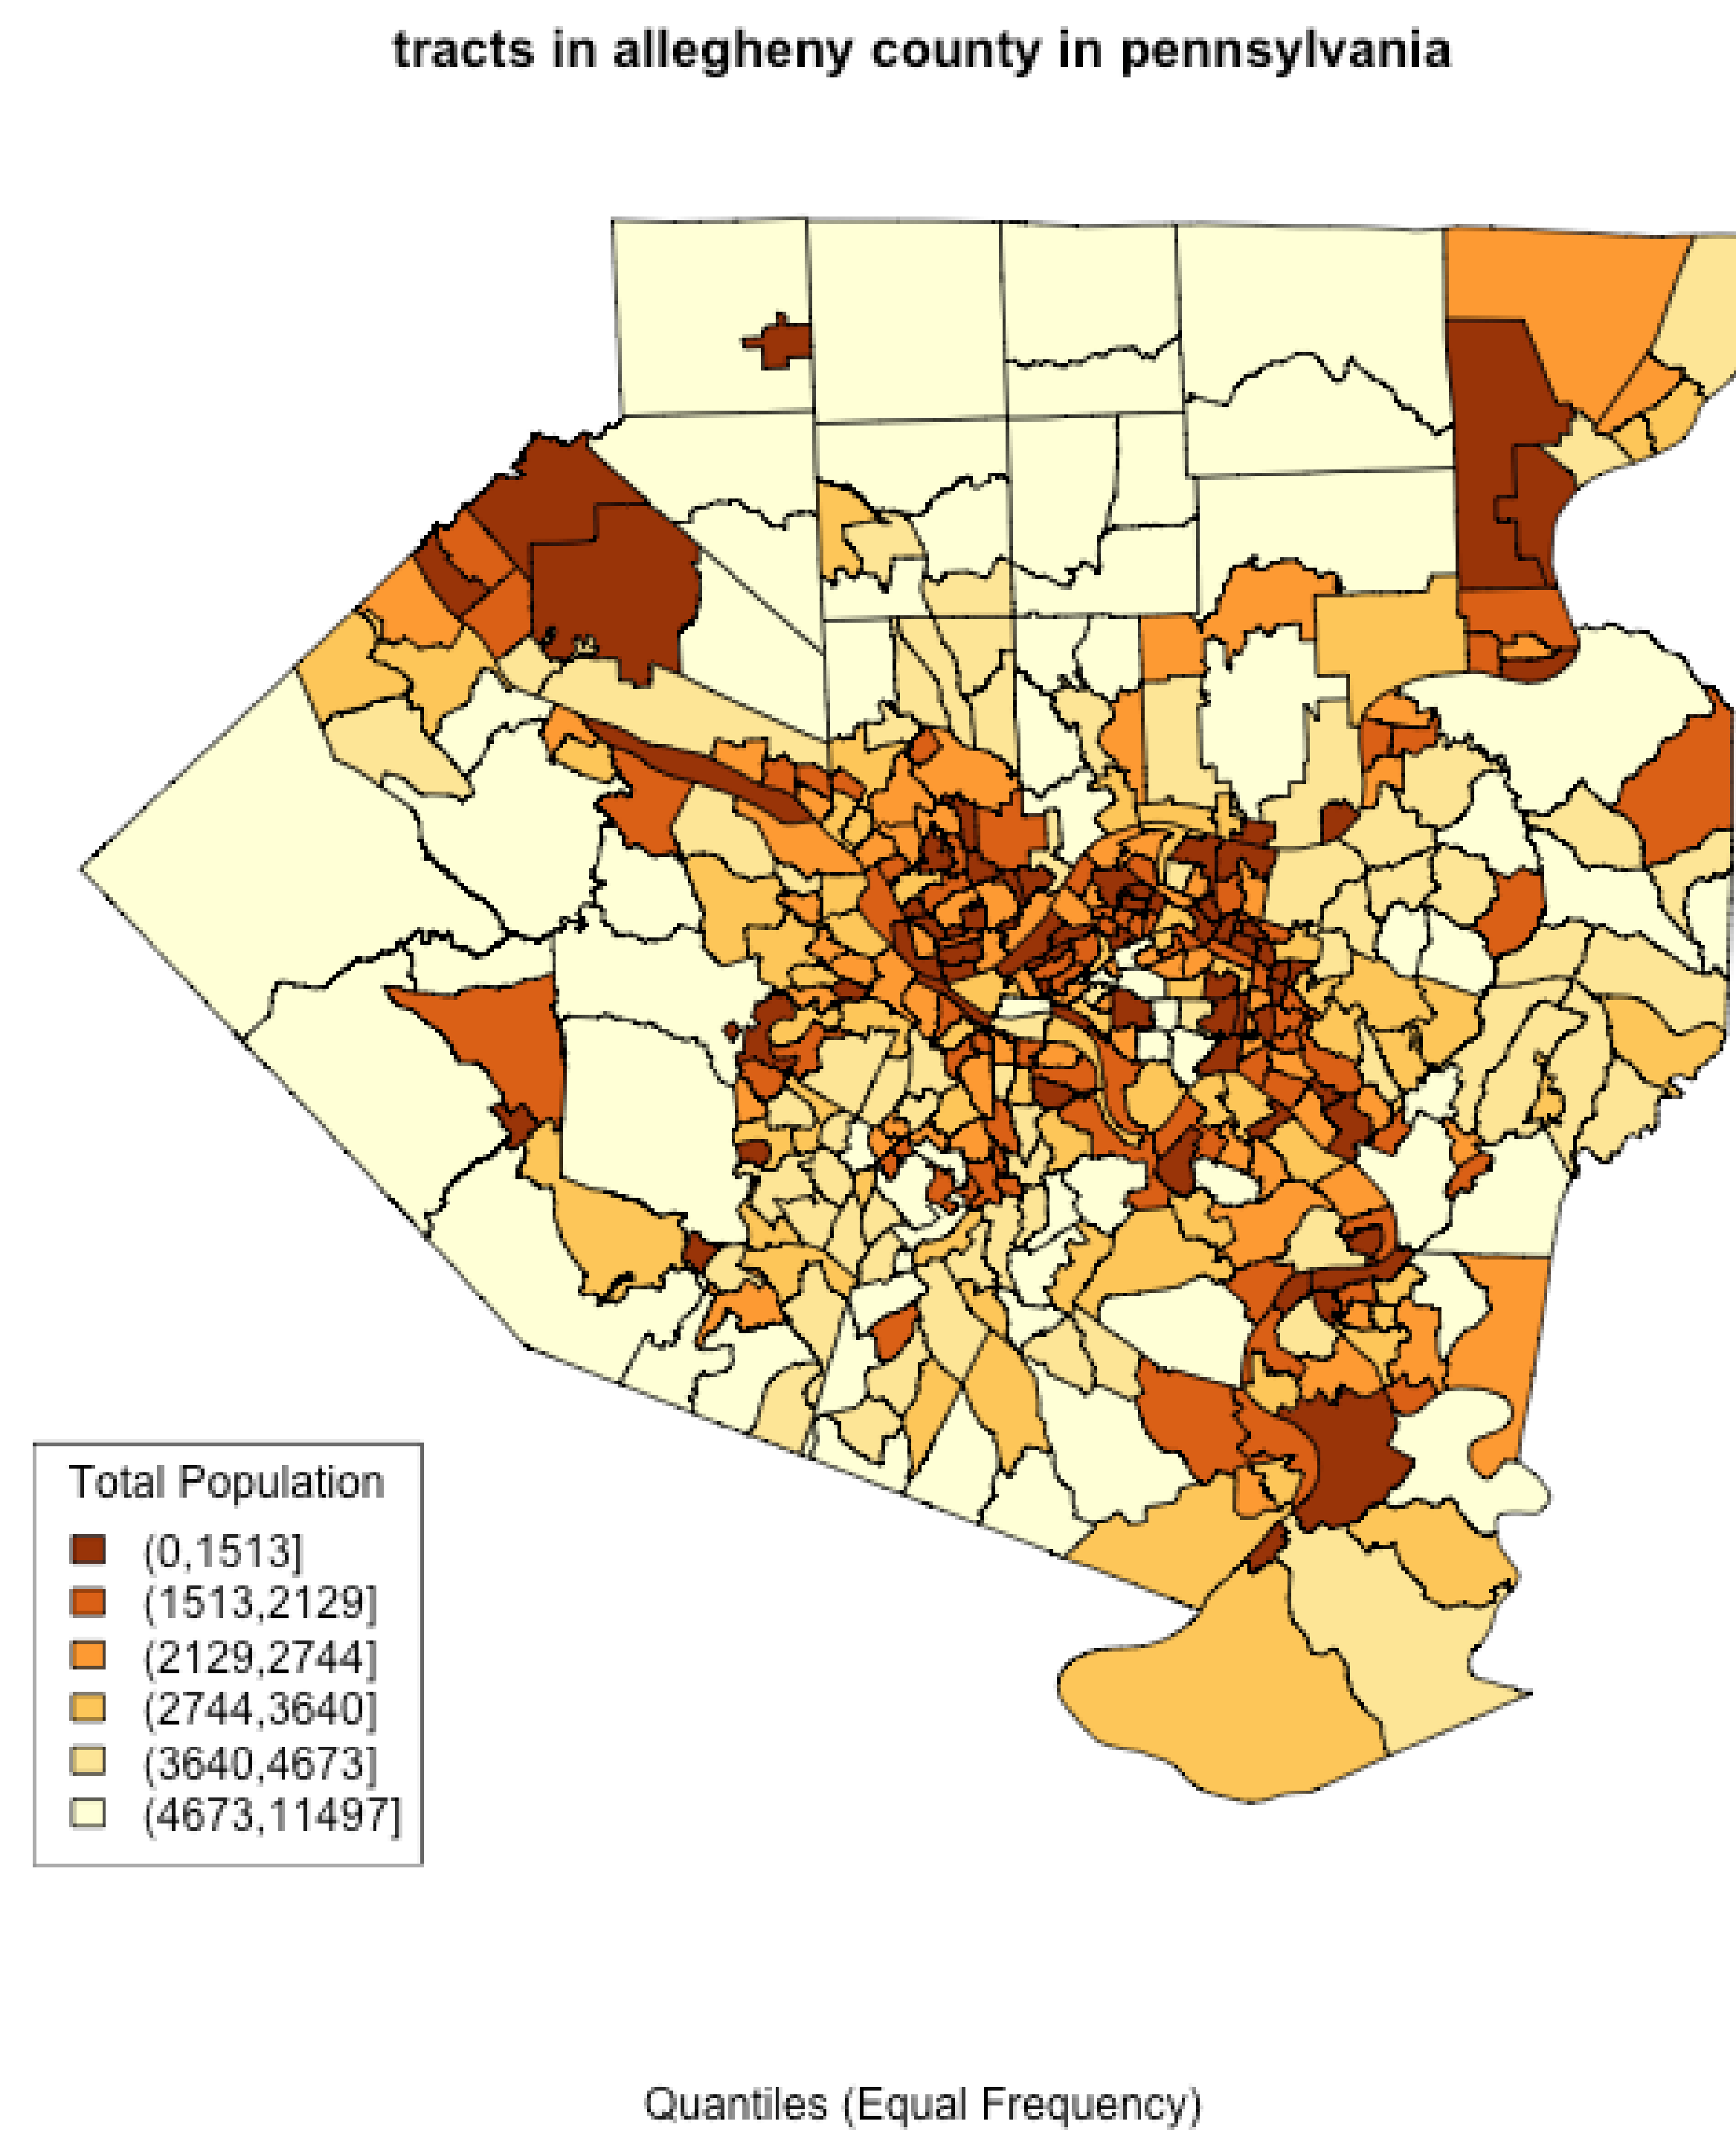 tracts in allegheny county in pennsylvania
Total Population
(0,1513]
(1513,2129]
(2129,2744]
(2744,3640]
(3640,4673]
(4673,11497]
Quantiles (Equal Frequency)